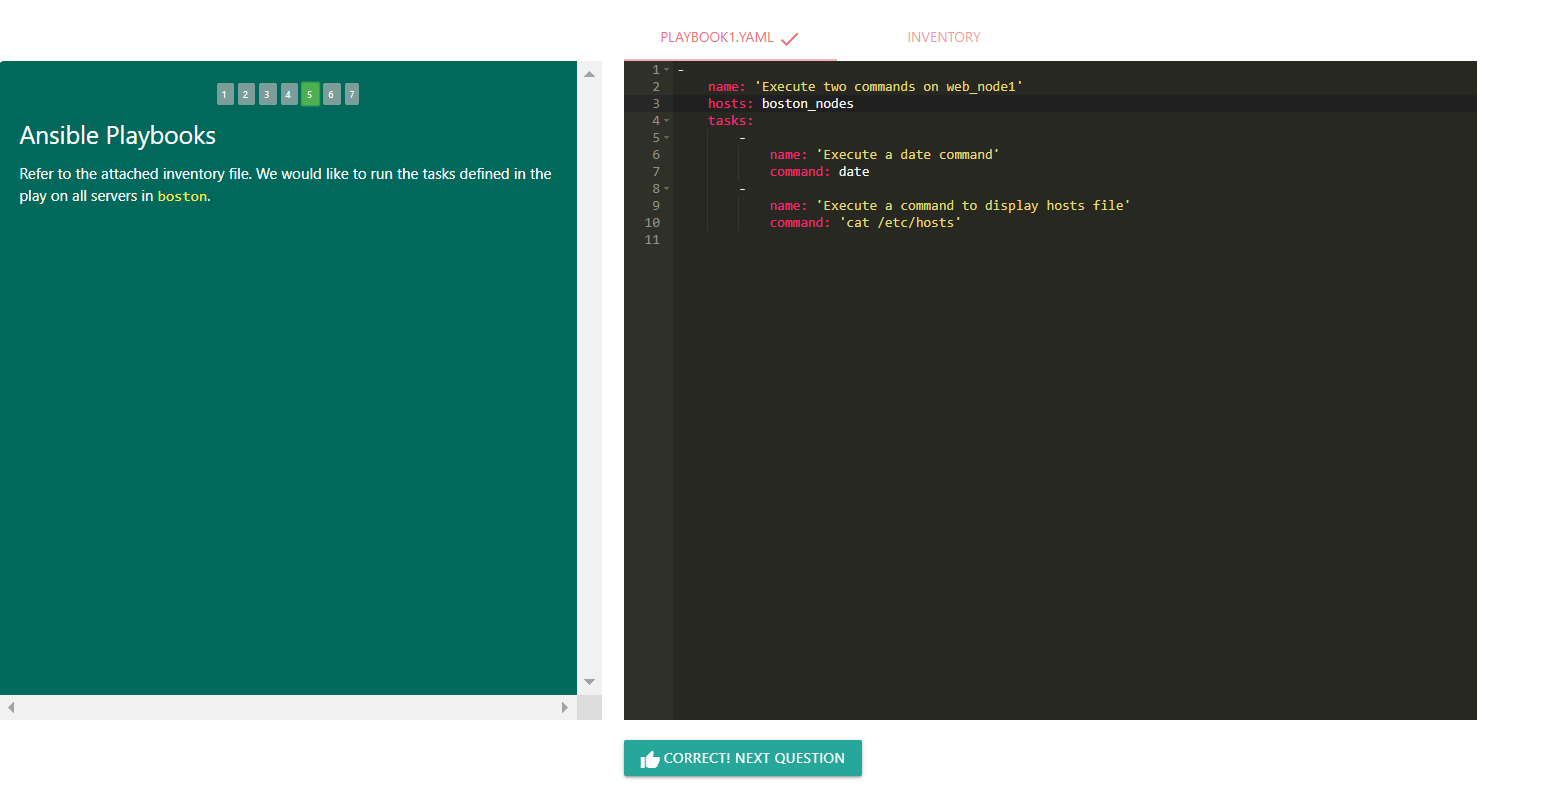 PLAYBOOK1.YAML
INVENTORY
1 2 3 4 5 6 7
Ansible Playbooks
Refer to the attached inventory file. We would like to run the tasks defined in the
play on all servers in boston.
1 -
2 name: 'Execute two commands on web_node1'
3 hosts: boston_nodes
4 tasks:
5 -
6 name: 'Execute a date command'
7 command: date
8 -
9 name: 'Execute a command to display hosts file'
10 command: 'cat /etc/hosts'
11
CORRECT! NEXT QUESTION